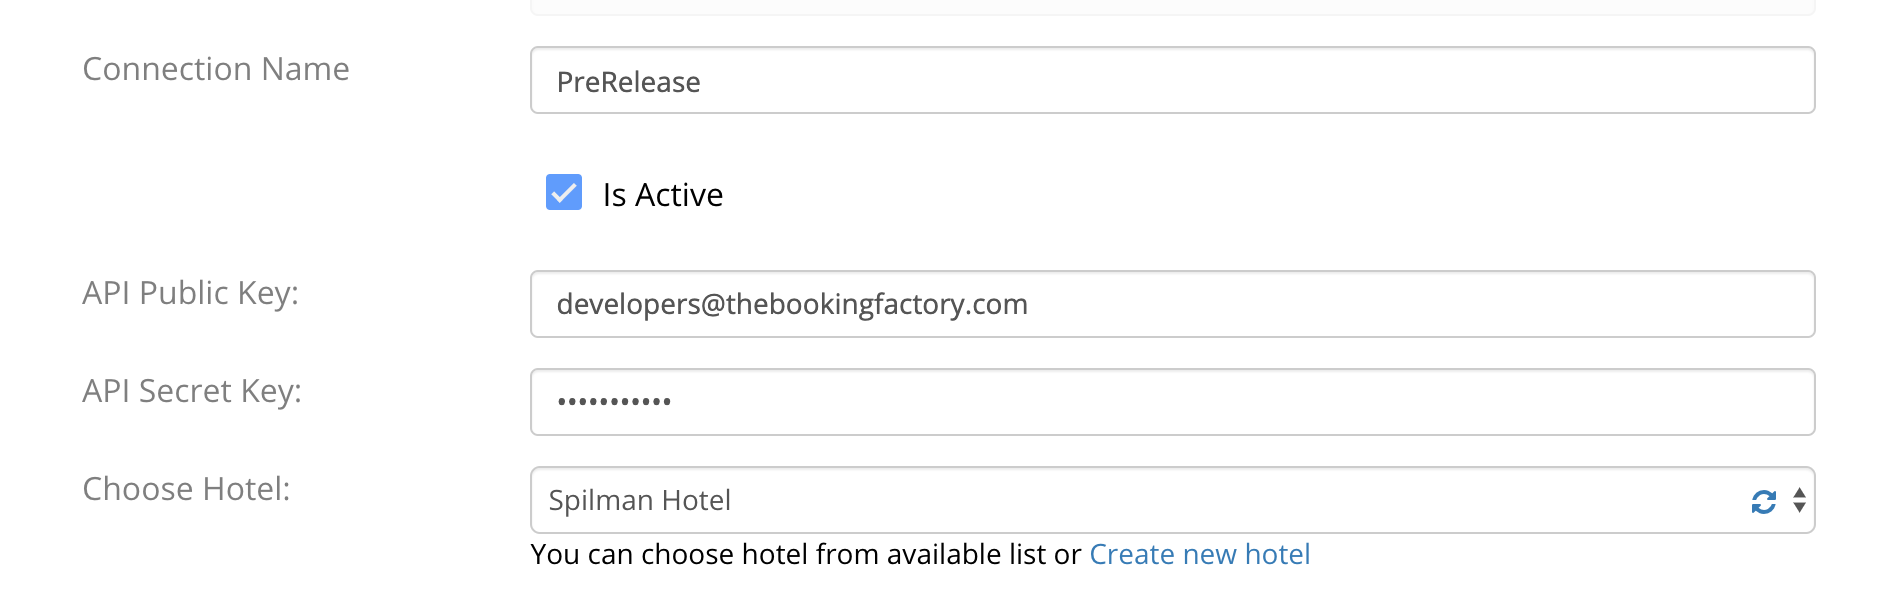 Connection Name
PreRelease
Is Active
API Public Key:
developers@thebookingfactory.com
API Secret Key:
•••••••••••
Choose Hotel:
Spilman Hotel
You can choose hotel from available list or Create new hotel